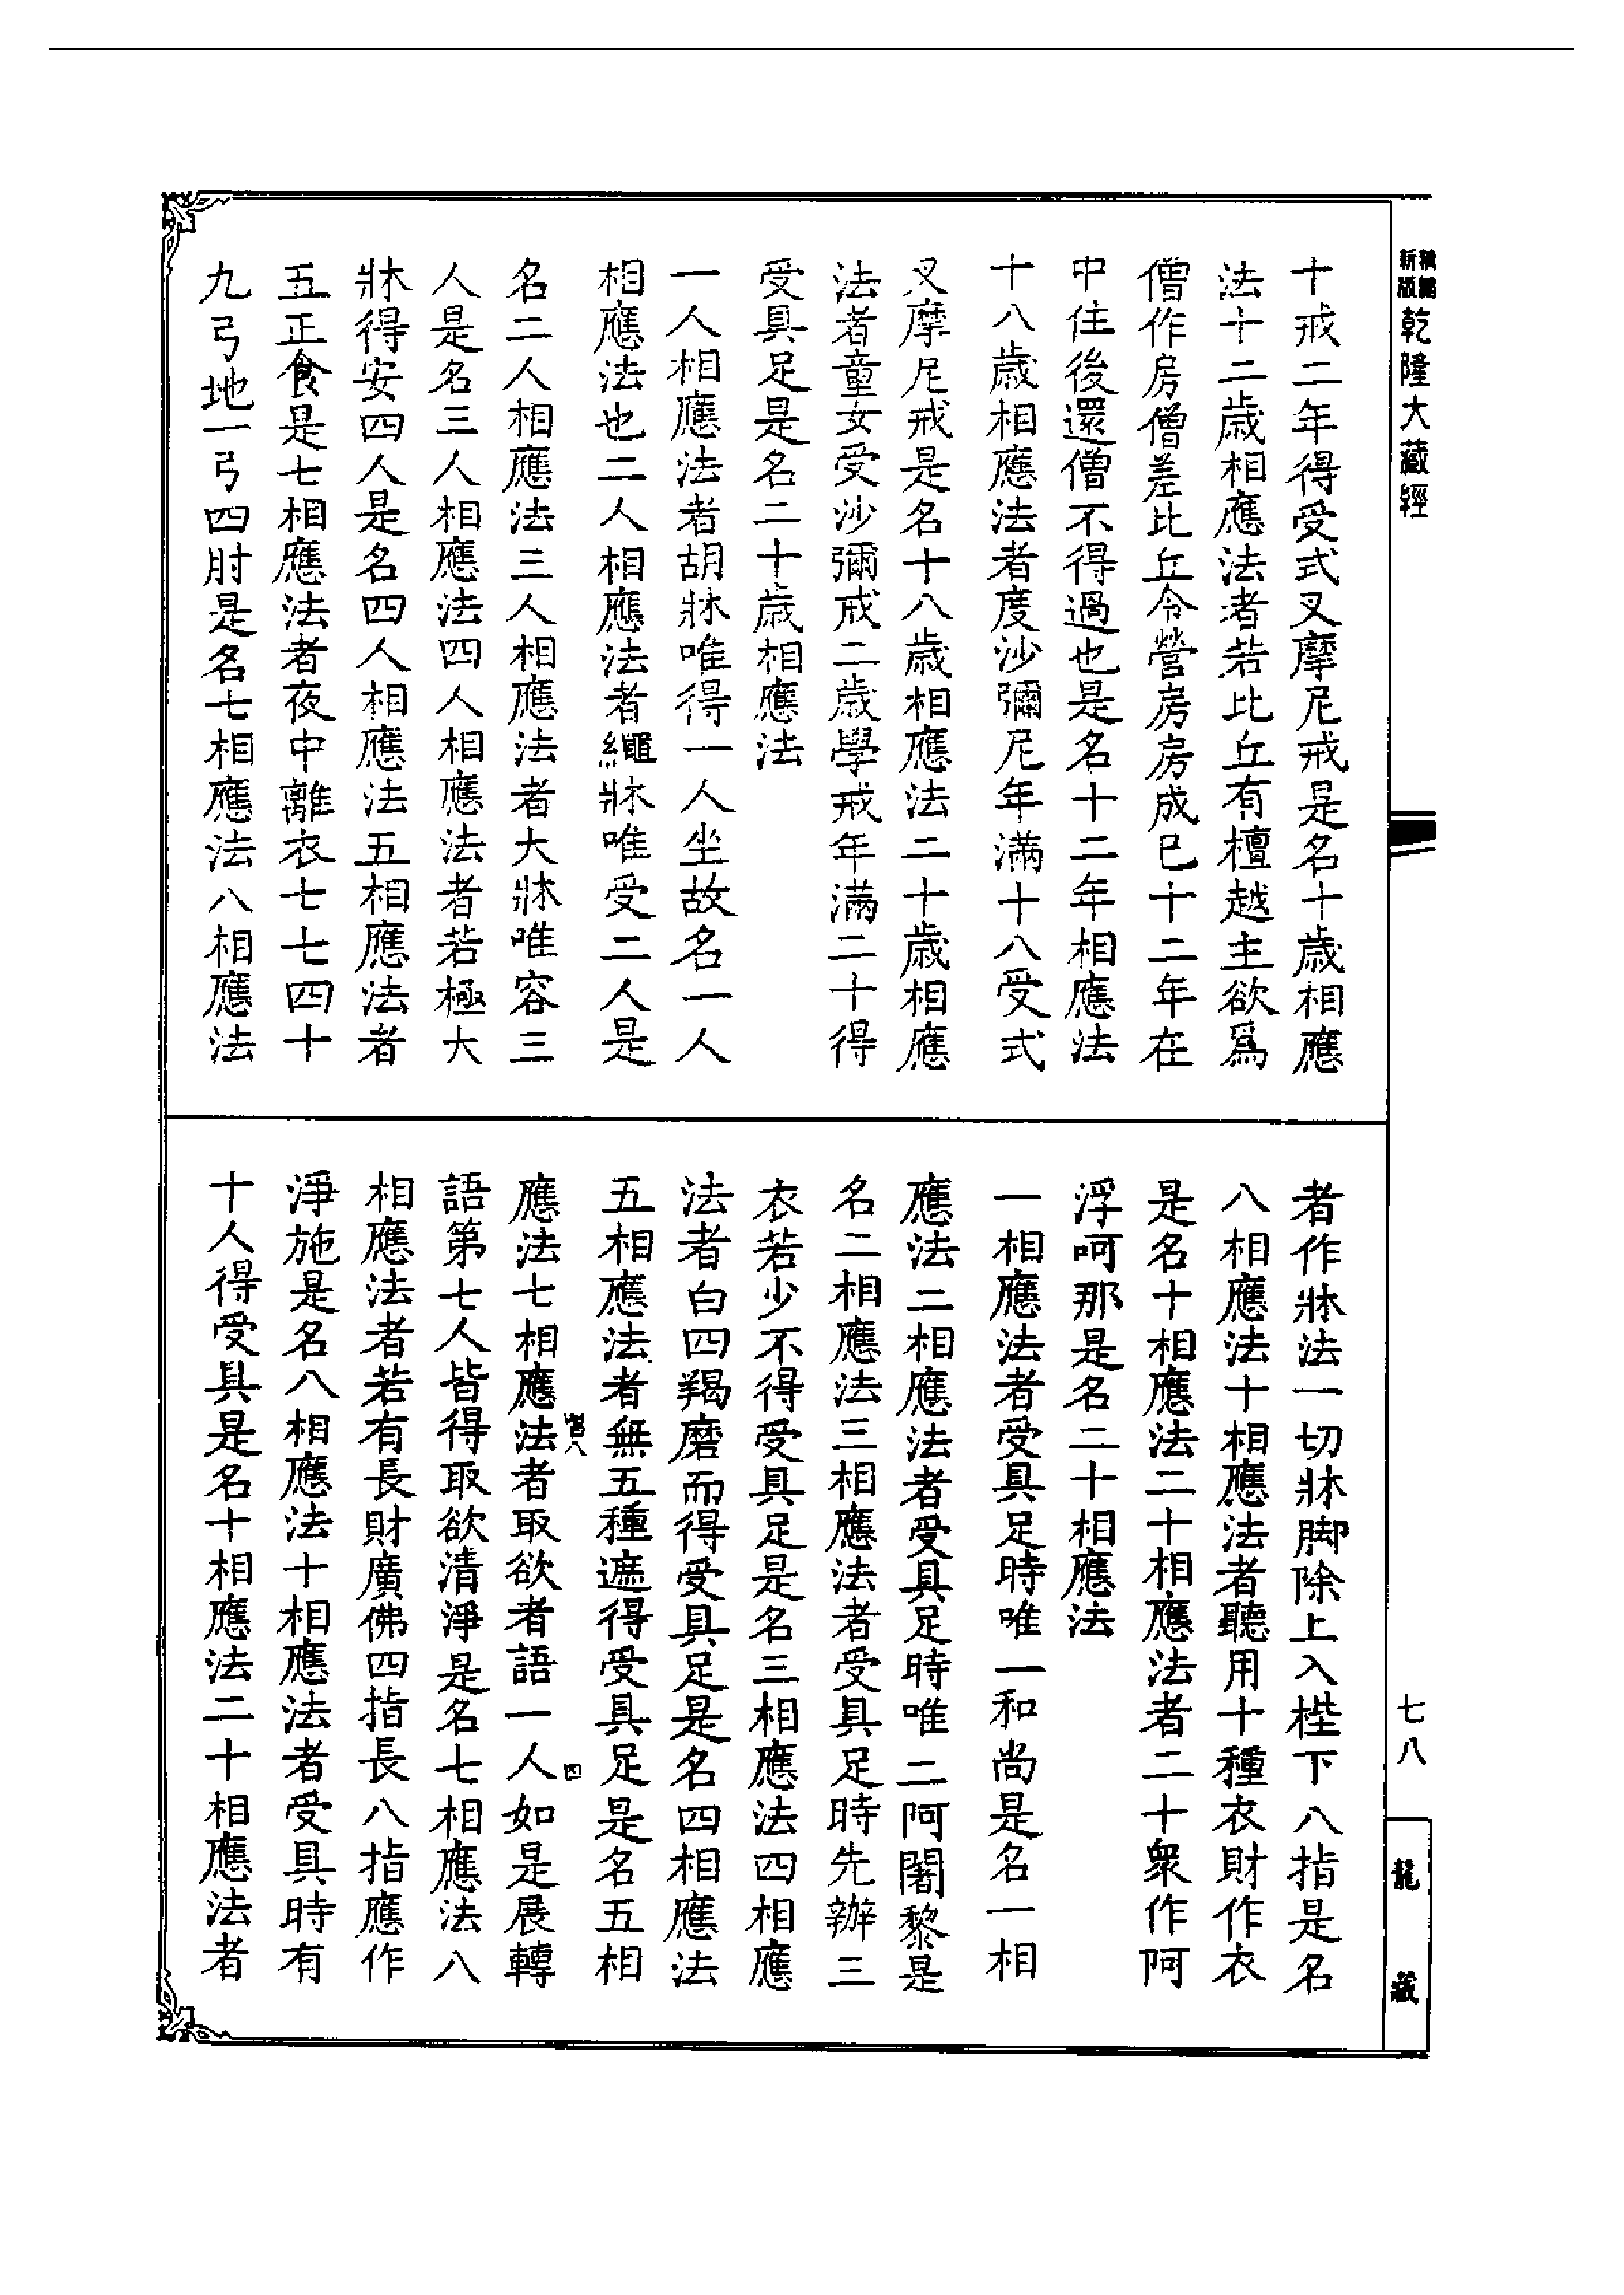 乾隆大藏經
十戒二年得受式叉摩尼戒是名十歲相應
法十二歲相應法者若比丘有檀越主欲爲
僧作房僧差比丘令營房房成已十二年在
中住後還僧不得過也是名十二年相應法
十八歲相應法者度沙彌尼年滿十八受式
叉摩尼戒是名十八歲相應法二十歲相應
法者童女受沙彌戒二歲學戒年滿二十得
受具足是名二十歲相應法
一人相應法者胡牀唯得一人坐故名一人
相應法也二人相應法者繩牀唯受二人是
名二人相應法三人相應法者大牀唯容三
人是名三人相應法四人相應法者若極大
牀得安四人是名四人相應法五相應法者
五正食是七相應法者夜中離衣七七四十
九弓地一弓四肘是名七相應法八相應法
者作牀法一切牀脚除上入桎下八指是名
八相應法十相應法者聽用十種衣財作衣
是名十相應法二十相應法者二十衆作阿
浮呵那是名二十相應法
一相應法者受具足時唯一和尚是名一相
應法二相應法者受具足時唯二阿闍黎是
名二相應法三相應法者受具足時先辦三
衣若少不得受具足是名三相應法四相應
法者白四羯磨而得受具足是名四相應法
五相應法者無五種遮得受具足是名五相
應法七相應法者取欲者語一人如是展轉
語第七人皆得取欲清淨是名七相應法八
相應法者若有長財廣佛四指長八指應作
淨施是名八相應法十相應法者受具時有
十人得受具是名十相應法二十相應法者
七八
龍藏